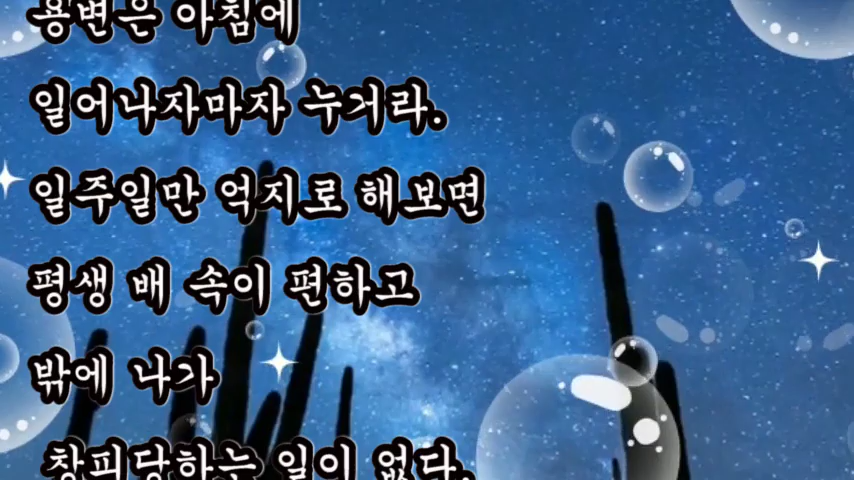 용변은 아침에
일어나자마자 누거라.
일주일만 억지로 해보면
평생 배 속이 편하고
밖에 나가
창피당하는 일이 없다.